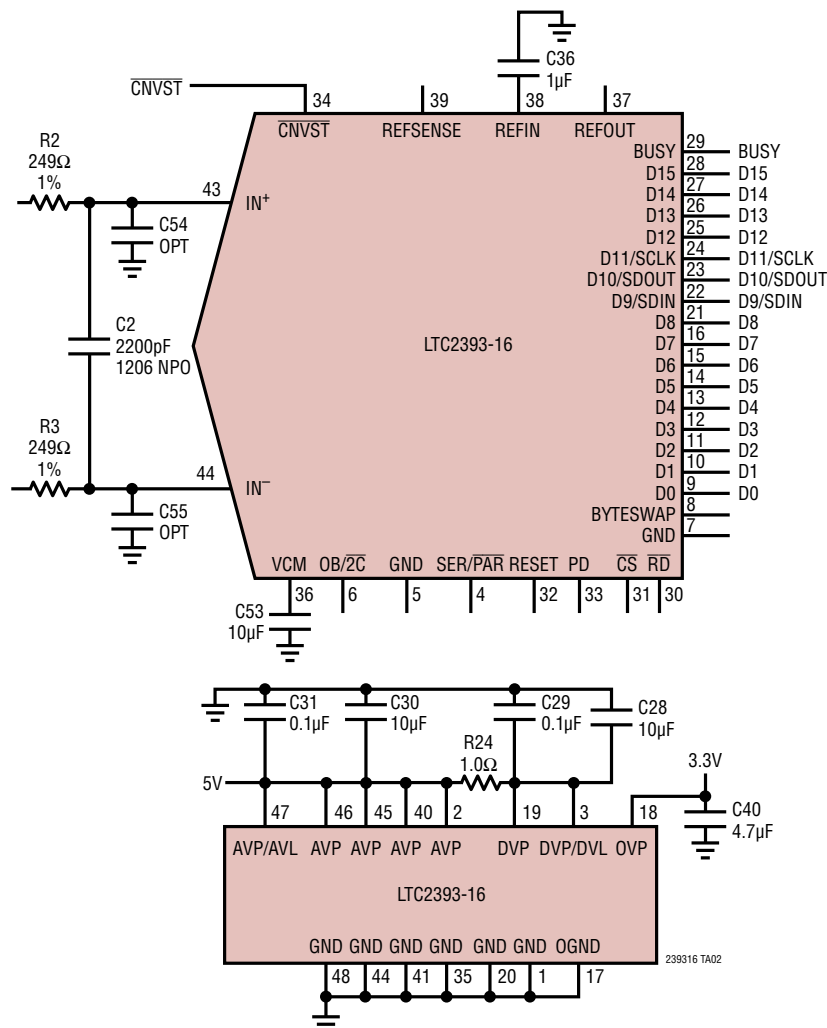 C36
1µF
CNVST
34
39
38
37
CNVST
REFSENSE
REFIN
REFOUT
R2
249Ω
1%
43
IN+
C54
OPT
C2
2200pF
1206 NPO
LTC2393-16
R3
249Ω
1%
44
IN–
C55
OPT
BUSY 29 BUSY
D15 28 D15
D14 27 D14
D13 26 D13
D12 25 D12
D11/SCLK 24 D11/SCLK
D10/SDOUT 23 D10/SDOUT
D9/SDIN 22 D9/SDIN
D8 21 D8
D7 16 D7
D6 15 D6
D5 14 D5
D4 13 D4
D3 12 D3
D2 11 D2
D1 10 D1
D0 9 D0
BYTESWAP 8
GND 7
VCM OB/2C GND SER/PAR RESET PD CS RD
36 6 5 4 32 33 31 30
C53
10µF
C31
0.1µF
C30
10µF
C29
0.1µF
C28
10µF
R24
1.0Ω
5V
3.3V
C40
4.7µF
47 46 45 40 2 19 3 18
AVP/AVL AVP AVP AVP AVP DVP DVP/DVL OVP
LTC2393-16
GND GND GND GND GND GND OGND
48 44 41 35 20 1 17
239316 TA02